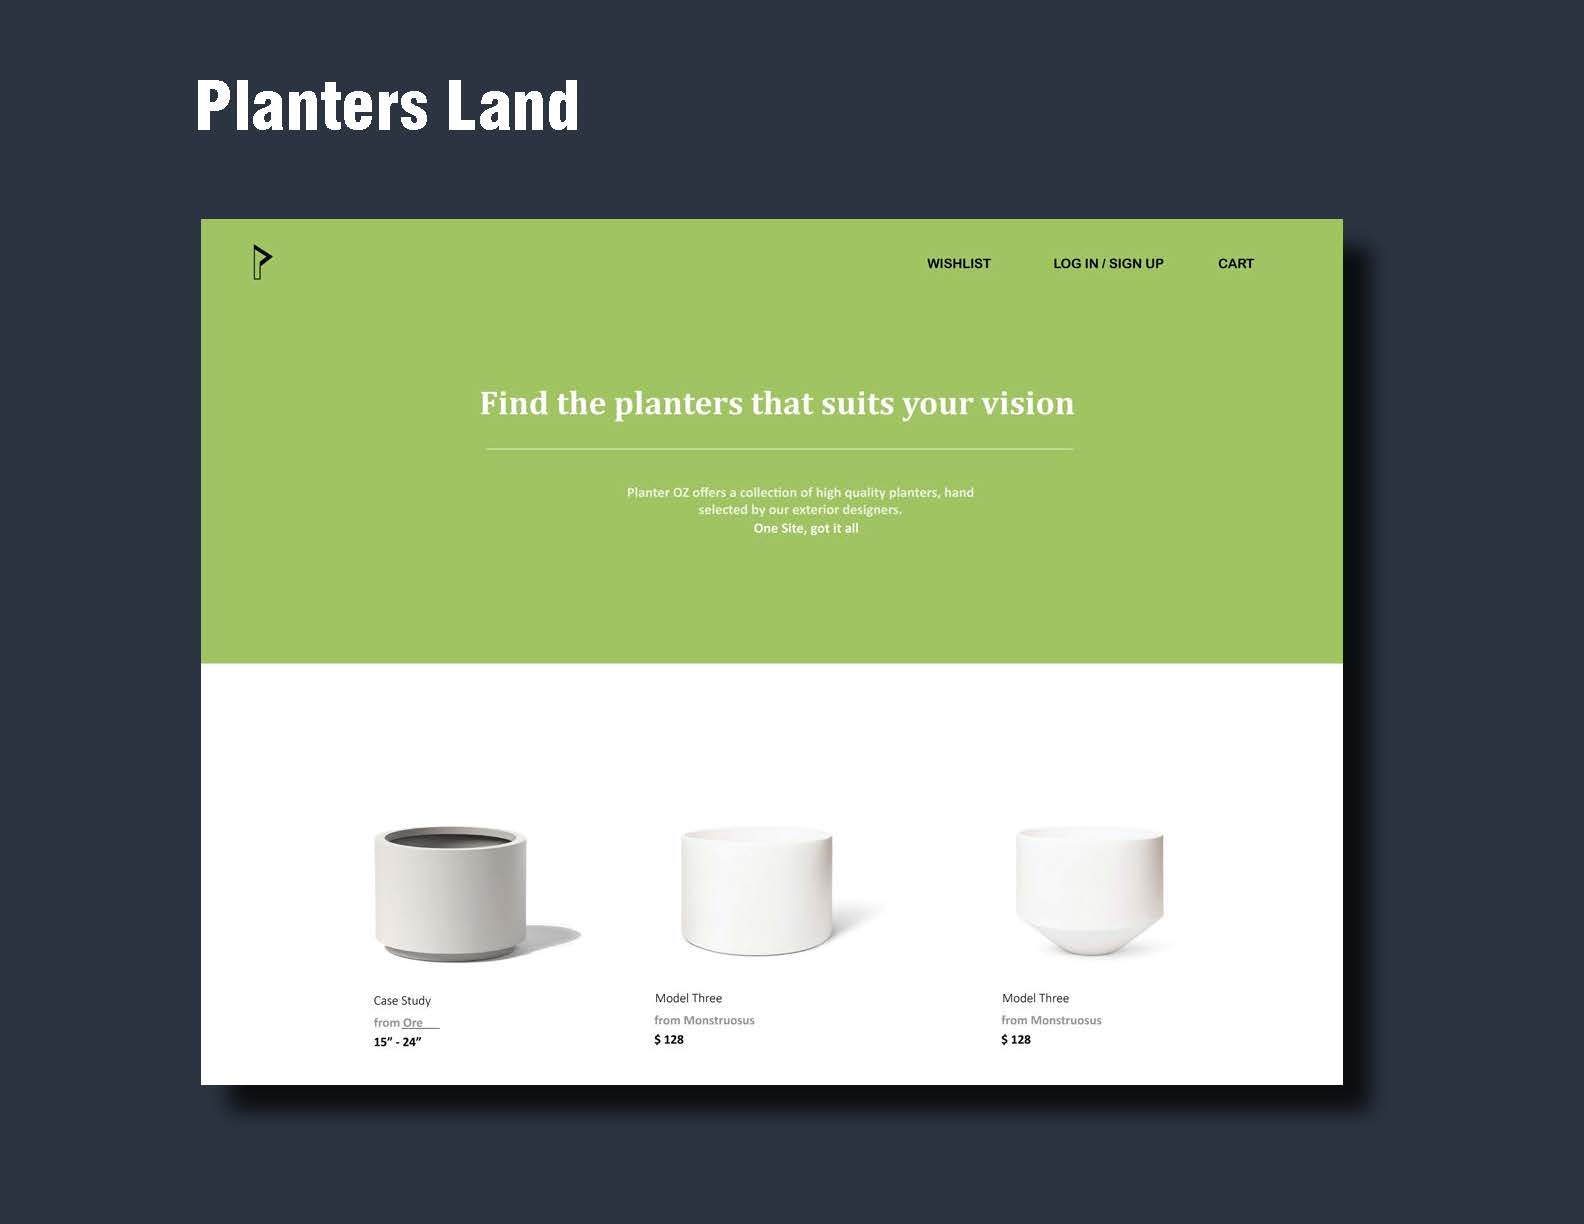 Planters Land
WISHLIST LOG IN / SIGN UP CART
Find the planters that suits your vision
Planter OZ offers a collection of high quality planters, hand
selected by our exterior designers.
One Site, got it all
Case Study
from Ore
15” - 24”
Model Three
from Monstruosus
$ 128
Model Three
from Monstruosus
$ 128